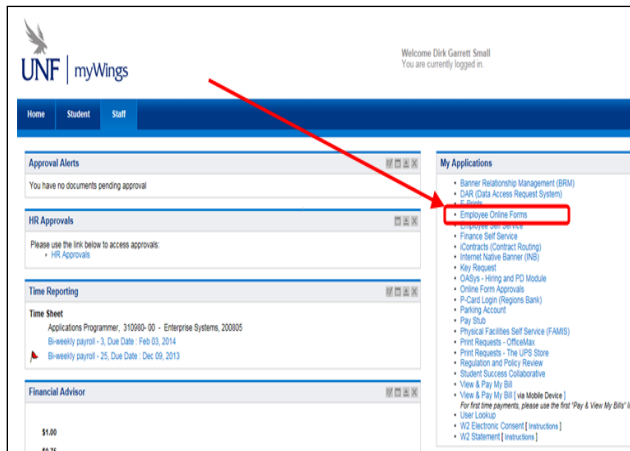 UNF | myWings
Welcome Dirk Garrett Small
You are currently logged in.
Home Student Staff
Approval Alerts
You have no documents pending approval
HR Approvals
Please use the link below to access approvals:
• HR Approvals
Time Reporting
Time Sheet
Applications Programmer, 310980- 00 - Enterprise Systems, 200805
Bi-weekly payroll - 3, Due Date : Feb 03, 2014
Bi-weekly payroll - 25, Due Date : Dec 09, 2013
Financial Advisor
$1.00
$0.75
My Applications
• Banner Relationship Management (BRM)
• DAR (Data Access Request System)
• E-Prints
• Employee Online Forms
• Employee Self Service
• Finance Self Service
• iContracts (Contract Routing)
• Internet Native Banner (INB)
• Key Request
• OASys - Hiring and PD Module
• Online Form Approvals
• P-Card Login (Regions Bank)
• Parking Account
• Pay Stub
• Physical Facilities Self Service (FAMIS)
• Print Requests - OfficeMax
• Print Requests - The UPS Store
• Regulation and Policy Review
• Student Success Collaborative
• View & Pay My Bill
• View & Pay My Bill [ via Mobile Device ]
For first time payments, please use the first "Pay & View My Bills" li
• User Lookup
• W2 Electronic Consent [ Instructions ]
• W2 Statement [ Instructions ]